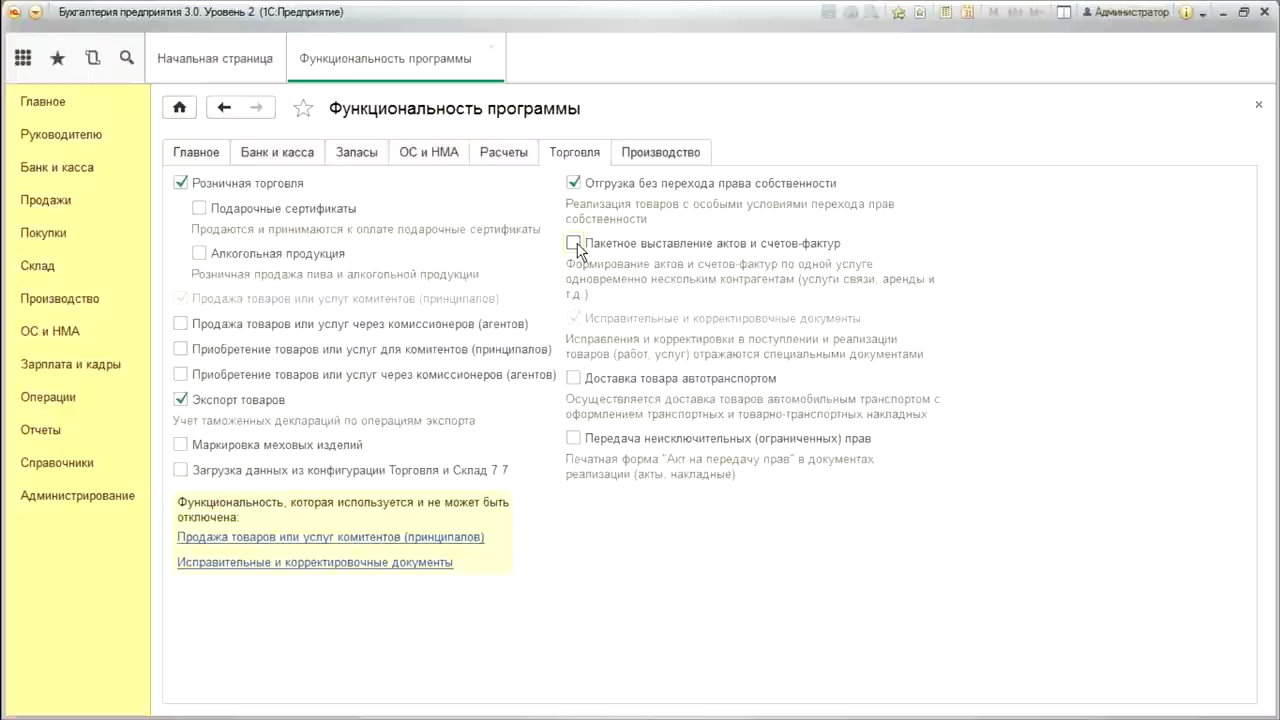 Бухгалтерия предприятия 3.0. Уровень 2 (1С:Предприятие)
M M+ M-
Администратор
Начальная страница
Функциональность программы
Главное
Руководителю
Банк и касса
Продажи
Покупки
Склад
Производство
ОС и НМА
Зарплата и кадры
Операции
Отчеты
Справочники
Администрирование
Функциональность программы
Главное
Банк и касса
Запасы
ОС и НМА
Расчеты
Торговля
Производство
Розничная торговля
Подарочные сертификаты
Продаются и принимаются к оплате подарочные сертификаты
Алкогольная продукция
Розничная продажа пива и алкогольной продукции
Продажа товаров или услуг комитентов (принципалов)
Продажа товаров или услуг через комиссионеров (агентов)
Приобретение товаров или услуг для комитентов (принципалов)
Приобретение товаров или услуг через комиссионеров (агентов)
Экспорт товаров
Учет таможенных деклараций по операциям экспорта
Маркировка меховых изделий
Загрузка данных из конфигурации Торговля и Склад 7 7
Функциональность, которая используется и не может быть
отключена:
Продажа товаров или услуг комитентов (принципалов)
Исправительные и корректировочные документы
Отгрузка без перехода права собственности
Реализация товаров с особыми условиями перехода прав
собственности
Пакетное выставление актов и счетов-фактур
Формирование актов и счетов-фактур по одной услуге
одновременно нескольким контрагентам (услуги связи, аренды и
т.д.)
Исправительные и корректировочные документы
Исправления и корректировки в поступлении и реализации
товаров (работ, услуг) отражаются специальными документами
Доставка товара автотранспортом
Осуществляется доставка товаров автомобильным транспортом с
оформлением транспортных и товарно-транспортных накладных
Передача неисключительных (ограниченных) прав
Печатная форма "Акт на передачу прав" в документах
реализации (акты, накладные)